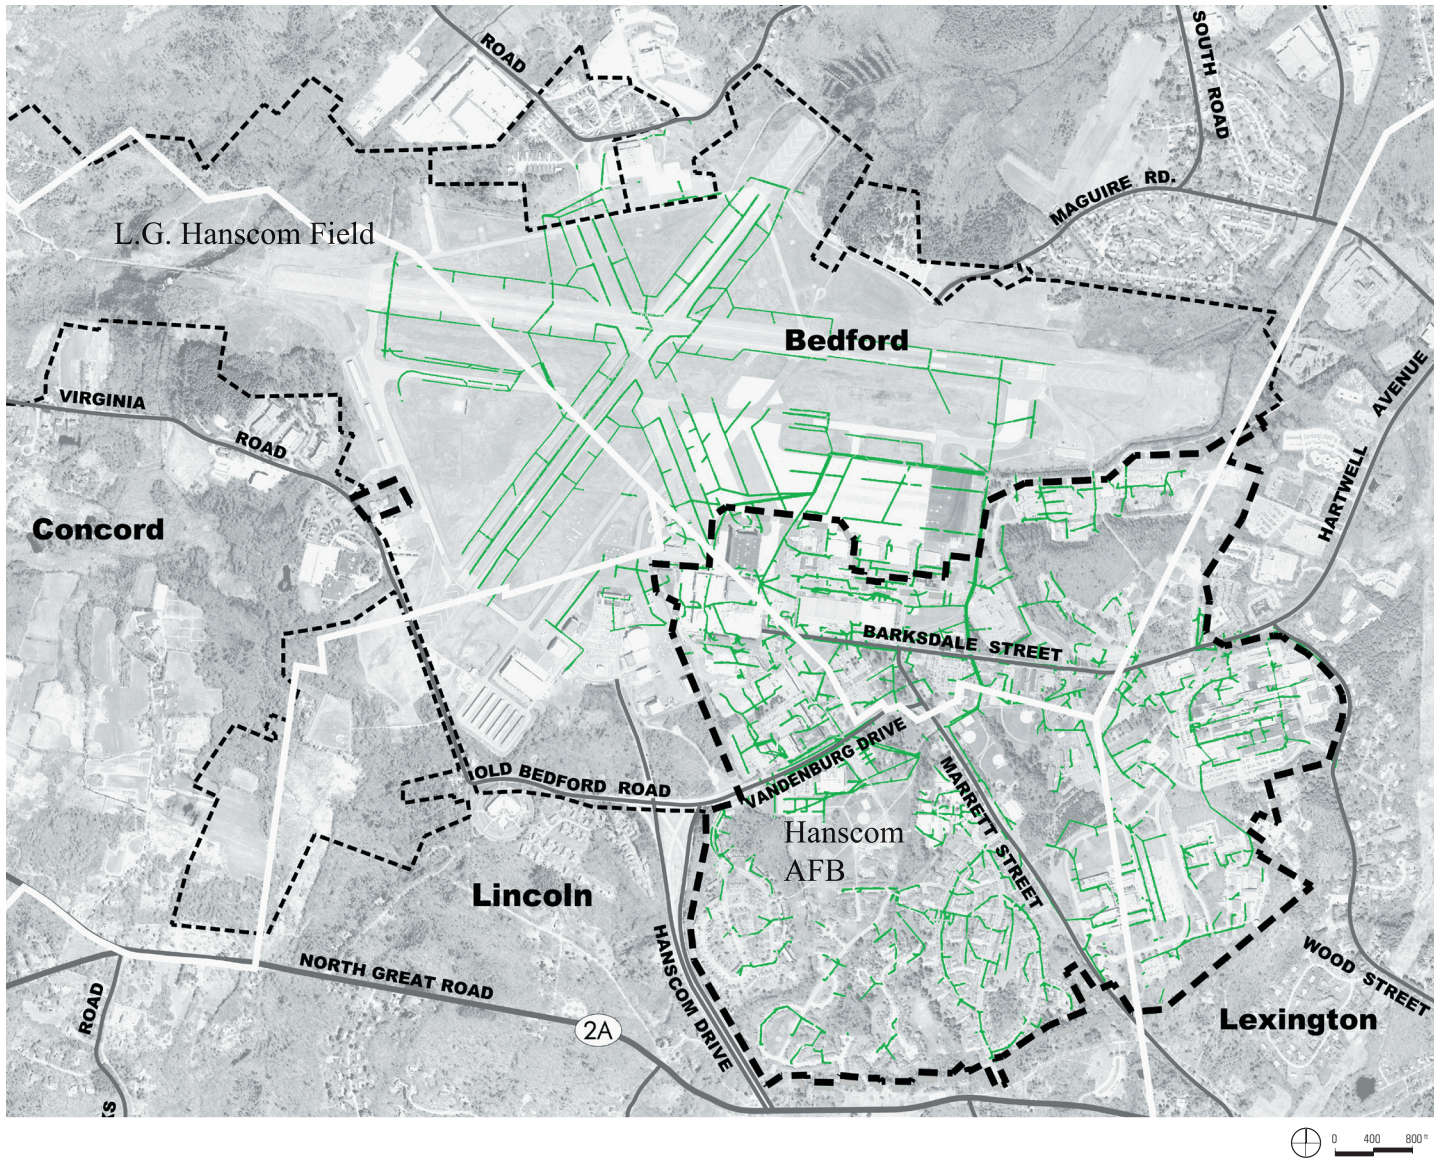 ROAD
SOUTH ROAD
MAGUIRE RD.
L.G. Hanscom Field
Bedford
VIRGINIA
ROAD
HARTWELL
AVENUE
Concord
BARKSDALE STREET
OLD BEDFORD ROAD
VANDENBURG DRIVE
MARRETT STREET
Hanscom
AFB
Lincoln
HANSCOM DRIVE
NORTH GREAT ROAD
2A
ROAD
KS
WOOD STREET
Lexington
0 400 800 ft